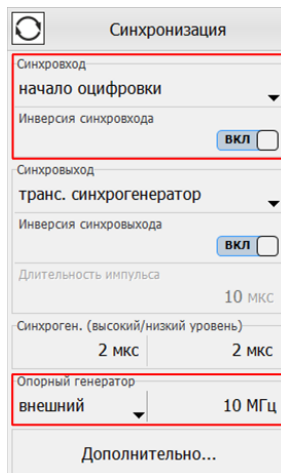 Синхронизация
Синхровход
начало оцифровки
Инверсия синхровхода
ВКЛ
Синхровыход
транс. синхрогенератор
Инверсия синхровыхода
ВКЛ
Длительность импульса
10 мкс
Синхроген. (высокий/низкий уровень)
2 мкс 2 мкс
Опорный генератор
внешний 10 МГц
Дополнительно...